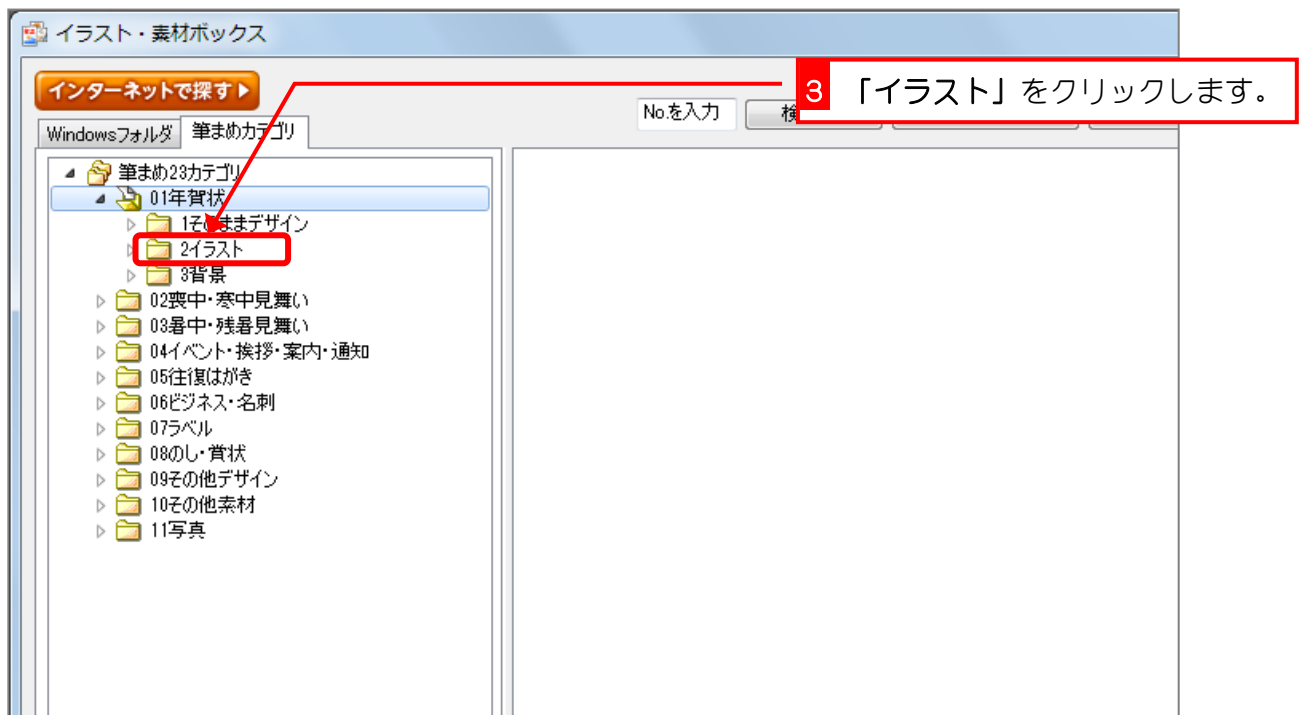 イラスト・素材ボックス
インターネットで探す
3 「イラスト」をクリックします。
No.を入力
Windowsフォルダ 筆まめカテゴリ
筆まめ23カテゴリ
01年賀状
1そのままデザイン
2イラスト
3背景
02喪中・寒中見舞い
03暑中・残暑見舞い
04イベント・挨拶・案内・通知
05往復はがき
06ビジネス・名刺
07ラベル
08のし・賞状
09その他デザイン
10その他素材
11写真